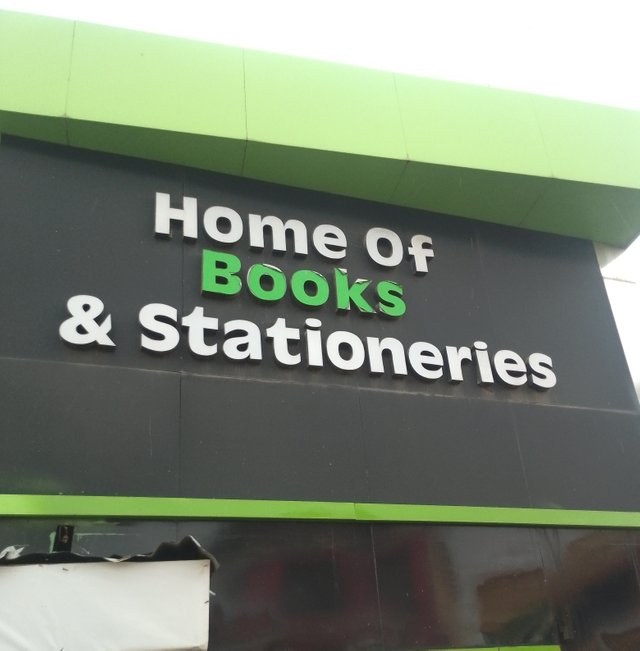 Home Of
Books
& Stationeries